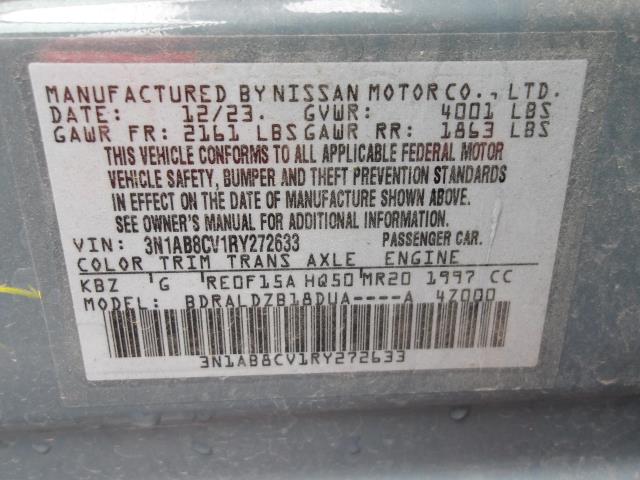 MANUFACTURED BY NISSAN MOTOR CO., LTD.
DATE: 12/23. GVWR: 4001 LBS
GAWR FR: 2161 LBS GAWR RR: 1863 LBS
THIS VEHICLE CONFORMS TO ALL APPLICABLE FEDERAL MOTOR
VEHICLE SAFETY, BUMPER AND THEFT PREVENTION STANDARDS
IN EFFECT ON THE DATE OF MANUFACTURE SHOWN ABOVE.
SEE OWNER'S MANUAL FOR ADDITIONAL INFORMATION.
VIN: 3N1AB8CV1RY272633 PASSENGER CAR.
COLOR TRIM TRANS AXLE ENGINE
KBZ G RE0F15A HQ50 MR20 1997 CC
MODEL: BDRALDZB18DUA----A 47000
3N1AB8CV1RY272633